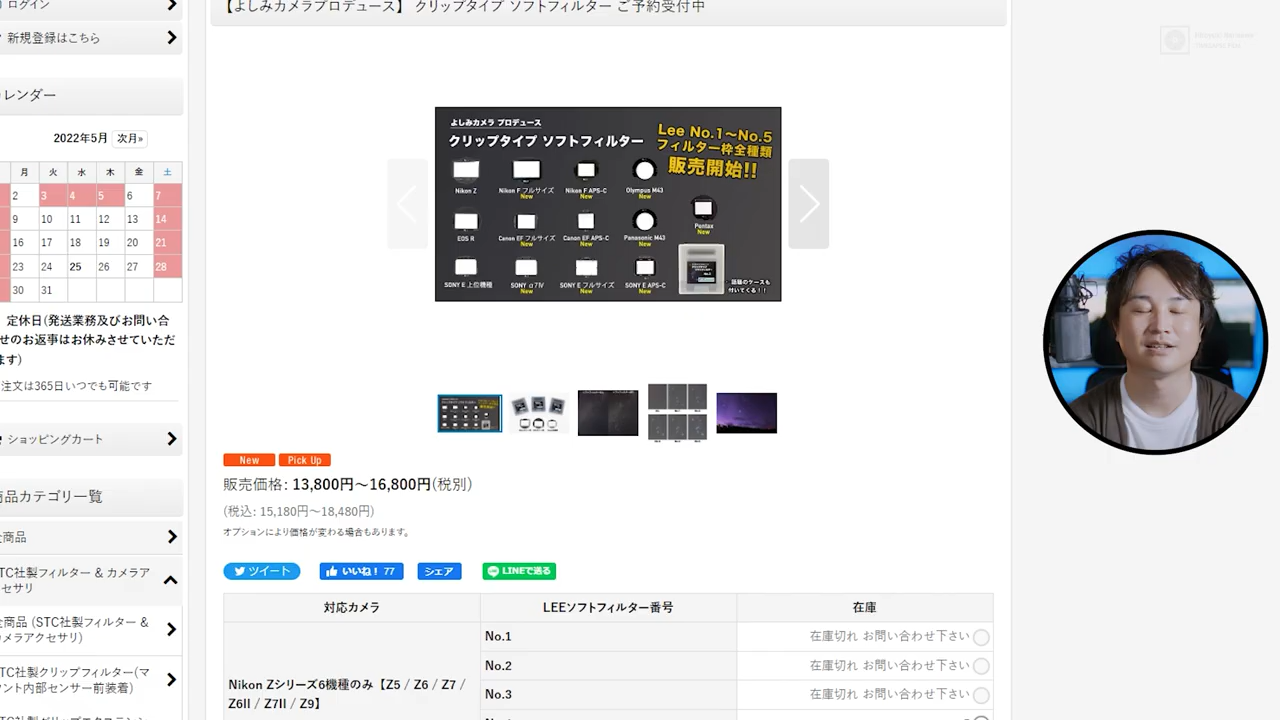 ログイン
【よしみカメラプロデュース】 クリップタイプ ソフトフィルター ご予約受付中
新規登録はこちら
レンダー
2022年5月 次月»
月 火 水 木 金 土
2 3 4 5 6 7
9 10 11 12 13 14
16 17 18 19 20 21
23 24 25 26 27 28
30 31
定休日(発送業務及びお問い合
せのお返事はお休みさせていただ
ます)
注文は365日いつでも可能です
ショッピングカート
商品カテゴリ一覧
全商品
TC社製フィルター & カメラア
セサリ
全商品 (STC社製フィルター &
カメラアクセサリ)
TC社製クリップフィルター(マ
ント内部センサー前装着)
よしみカメラ プロデュース
クリップタイプ ソフトフィルター
Lee No.1〜No.5
フィルター枠全種類
販売開始!!
Nikon Z Nikon F フルサイズ Nikon F APS-C Olympus M43
New New New
Pentax
New
EOS R Canon EF フルサイズ Canon EF APS-C Panasonic M43
New New New
SONY E 上位機種 SONY α7Ⅳ SONY E フルサイズ SONY E APS-C
New New New
話題のケースも
付いてくる!!
New Pick Up
販売価格: 13,800円〜16,800円(税別)
(税込: 15,180円〜18,480円)
オプションにより価格が変わる場合もあります。
ツイート いいね! 77 シェア LINEで送る
対応カメラ LEEソフトフィルター番号 在庫
No.1 在庫切れ お問い合わせ下さい
No.2 在庫切れ お問い合わせ下さい
Nikon Zシリーズ6機種のみ【Z5 / Z6 / Z7 /
Z6II / Z7II / Z9】
No.3 在庫切れ お問い合わせ下さい